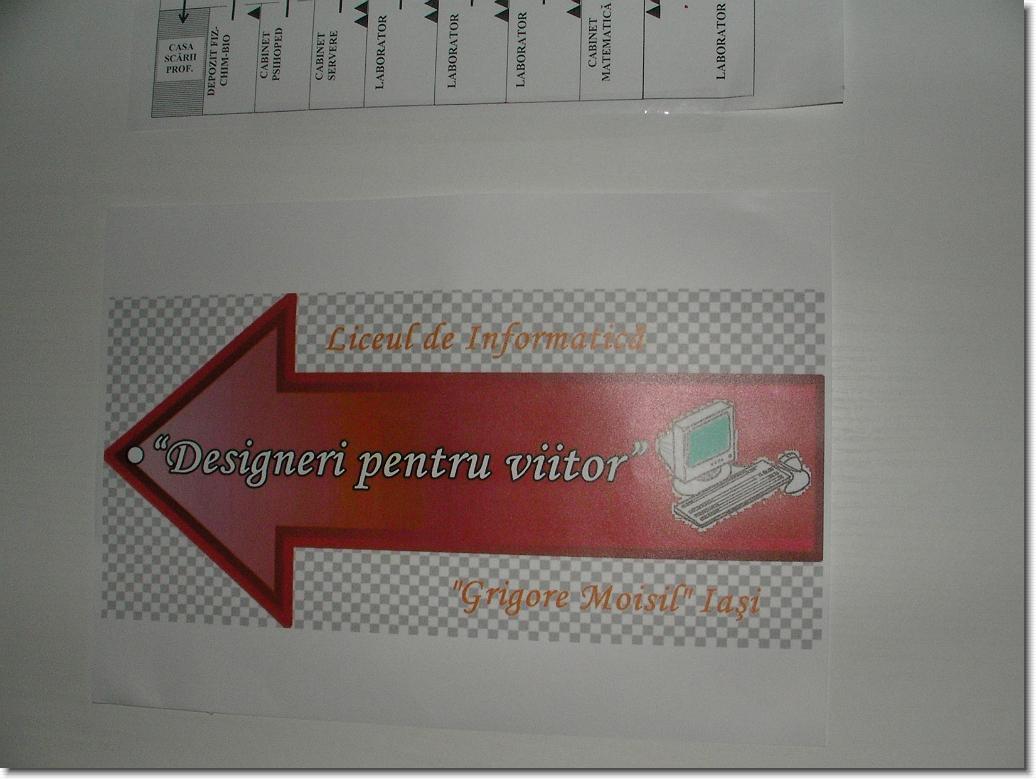 CASA
SCĂRII
PROF.
DEPOZIT FIZ-
CHIM-BIO
CABINET
PSIHOPED
CABINET
SERVERE
LABORATOR
LABORATOR
LABORATOR
CABINET
MATEMATICĂ
LABORATOR
Liceul de Informatică
“Designeri pentru viitor”
"Grigore Moisil" Iaşi